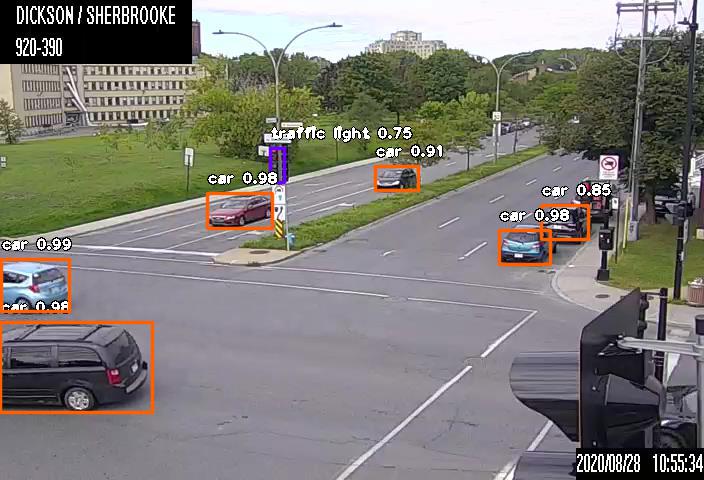 DICKSON / SHERBROOKE
920-390
traffic light 0.75
car 0.91
car 0.98
car 0.85
car 0.98
car 0.99
car 0.98
2020/08/28 10:55:34